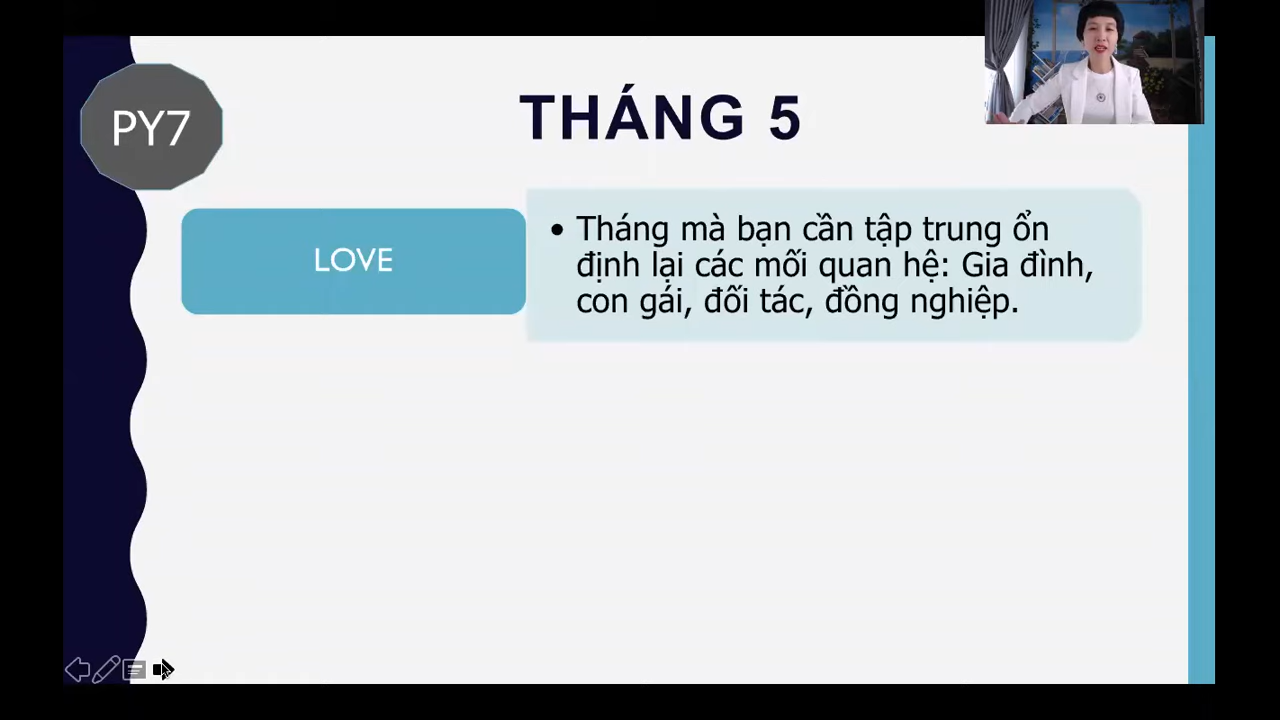 PY7
THÁNG 5
LOVE
• Tháng mà bạn cần tập trung ổn
định lại các mối quan hệ: Gia đình,
con gái, đối tác, đồng nghiệp.